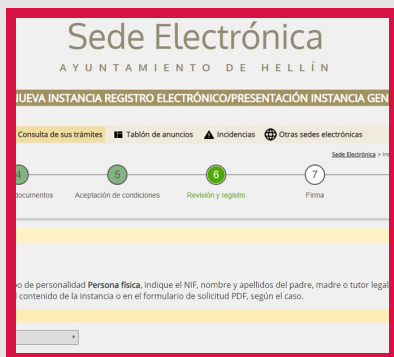 Sede Electrónica
AYUNTAMIENTO DE HELLÍN
NUEVA INSTANCIA REGISTRO ELECTRÓNICO/PRESENTACIÓN INSTANCIA GEN
Consulta de sus trámites Tablón de anuncios Incidencias Otras sedes electrónicas
Sede Electrónica > Ins
4 5 6 7
documentos Aceptación de condiciones Revisión y registro Firma
po de personalidad Persona física, indique el NIF, nombre y apellidos del padre, madre o tutor legal
l contenido de la instancia o en el formulario de solicitud PDF, según el caso.